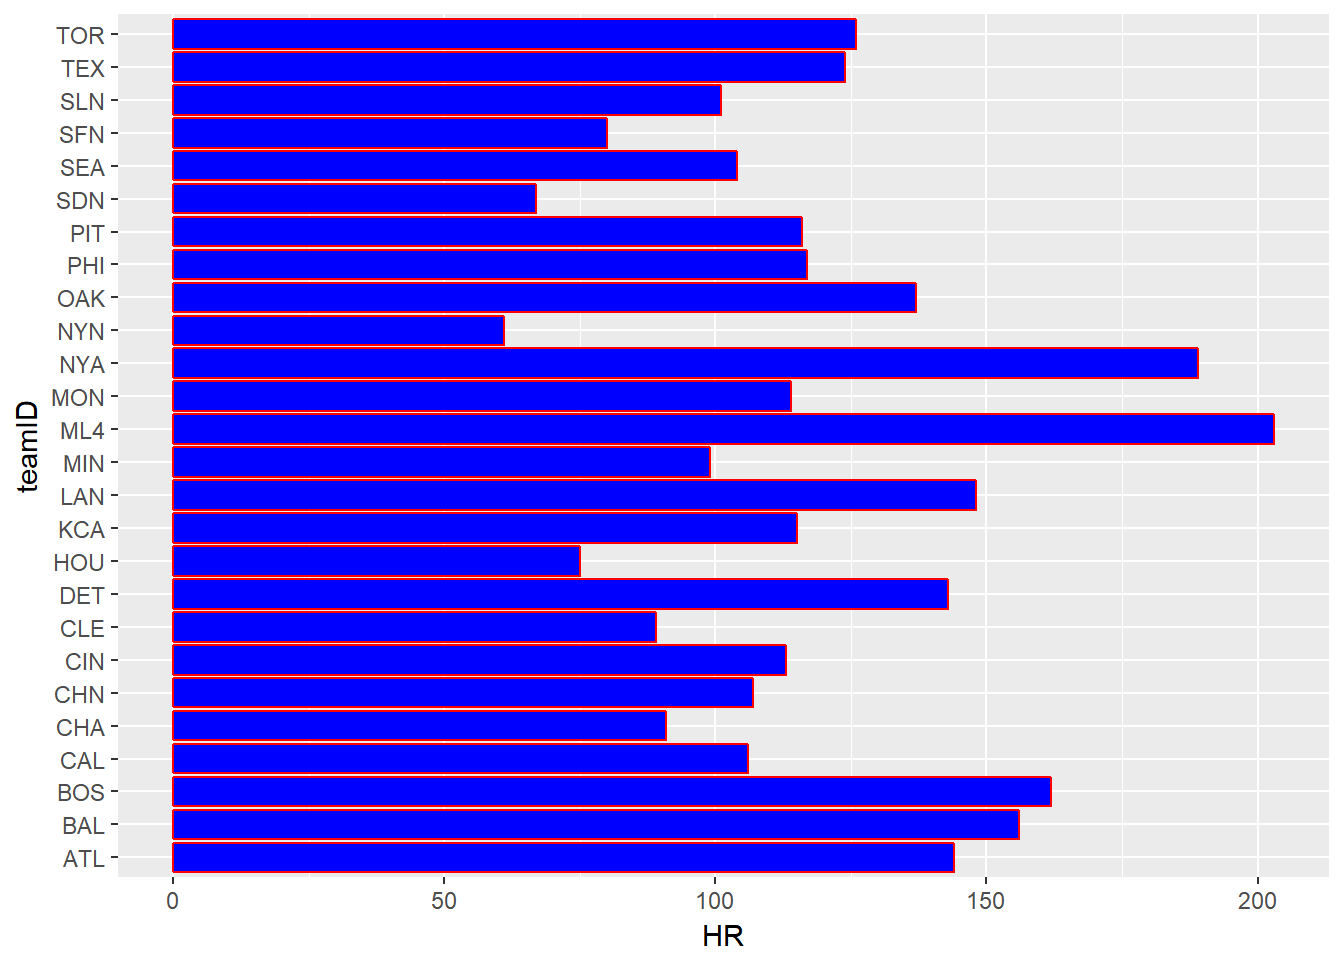 TOR
TEX
SLN
SFN
SEA
SDN
PIT
PHI
OAK
NYN
NYA
MON
ML4
MIN
LAN
KCA
HOU
DET
CLE
CIN
CHN
CHA
CAL
BOS
BAL
ATL
teamID
0 50 100 150 200
HR